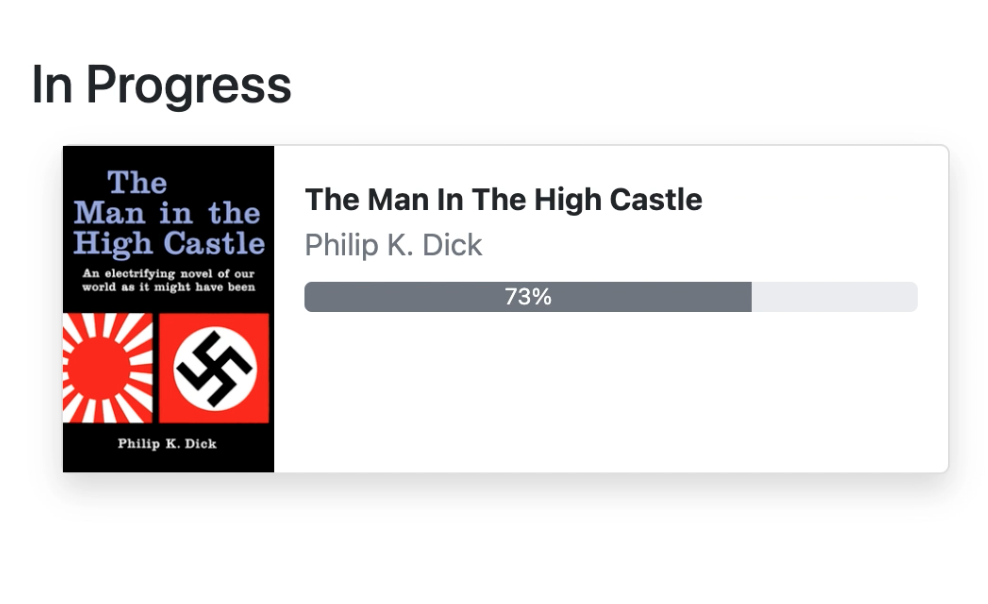 In Progress
The
Man in the
High Castle
An electrifying novel of our
world as it might have been
Philip K. Dick
The Man In The High Castle
Philip K. Dick
73%